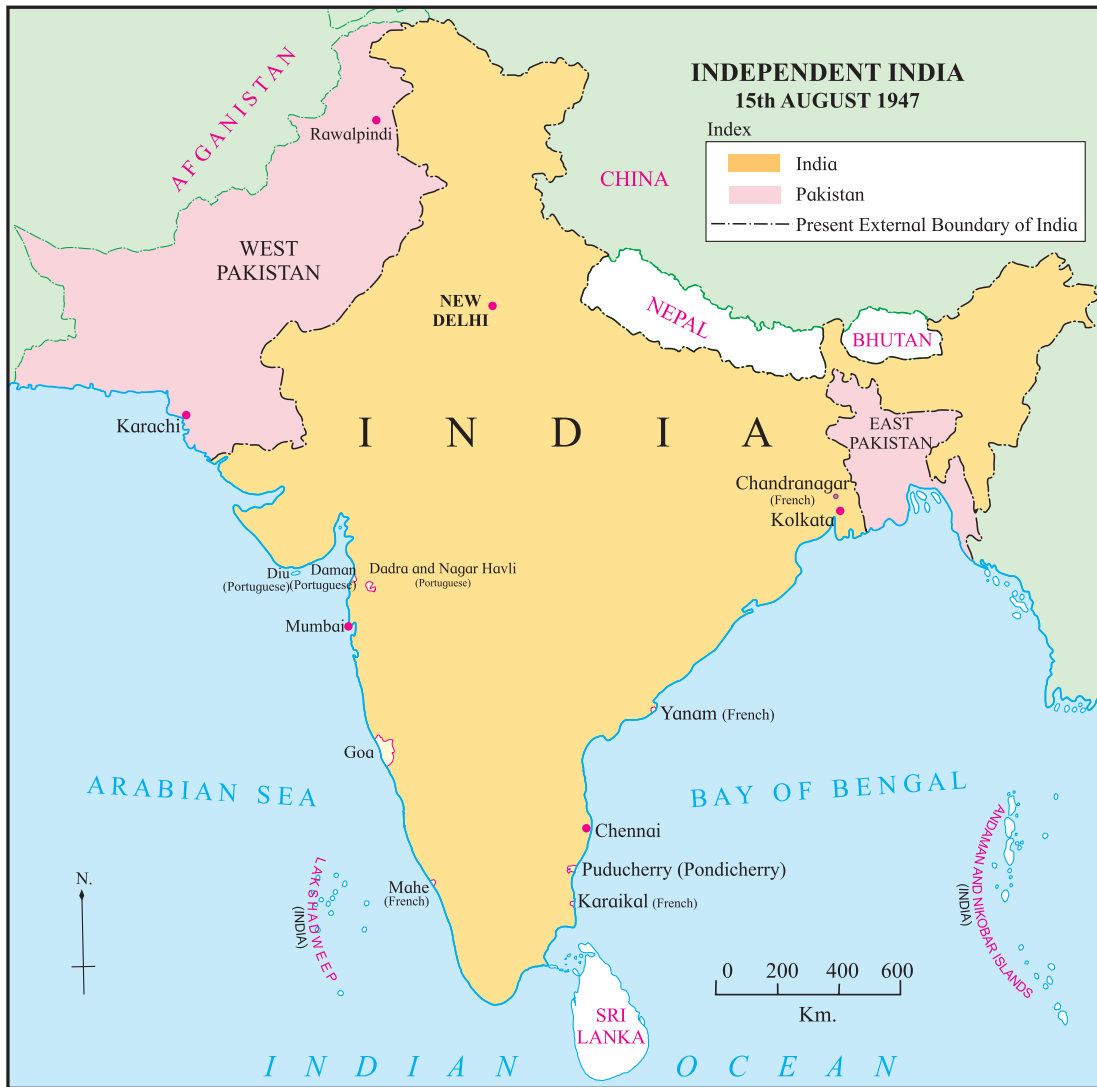 INDEPENDENT INDIA
15th AUGUST 1947
Index
India
Pakistan
Present External Boundary of India
AFGANISTAN
Rawalpindi
CHINA
WEST
PAKISTAN
NEW
DELHI
NEPAL
BHUTAN
Karachi
INDIA
EAST
PAKISTAN
Chandranagar
(French)
Kolkata
Diu
(Portuguese)
Daman
(Portuguese)
Dadra and Nagar Havli
(Portuguese)
Mumbai
Yanam (French)
Goa
ARABIAN SEA
BAY OF BENGAL
Chennai
Puducherry (Pondicherry)
Mahe
(French)
Karaikal (French)
LAKSHADWEEP
(INDIA)
ANDAMAN AND NIKOBAR ISLANDS
(INDIA)
N.
0 200 400 600
Km.
SRI
LANKA
INDIAN OCEAN